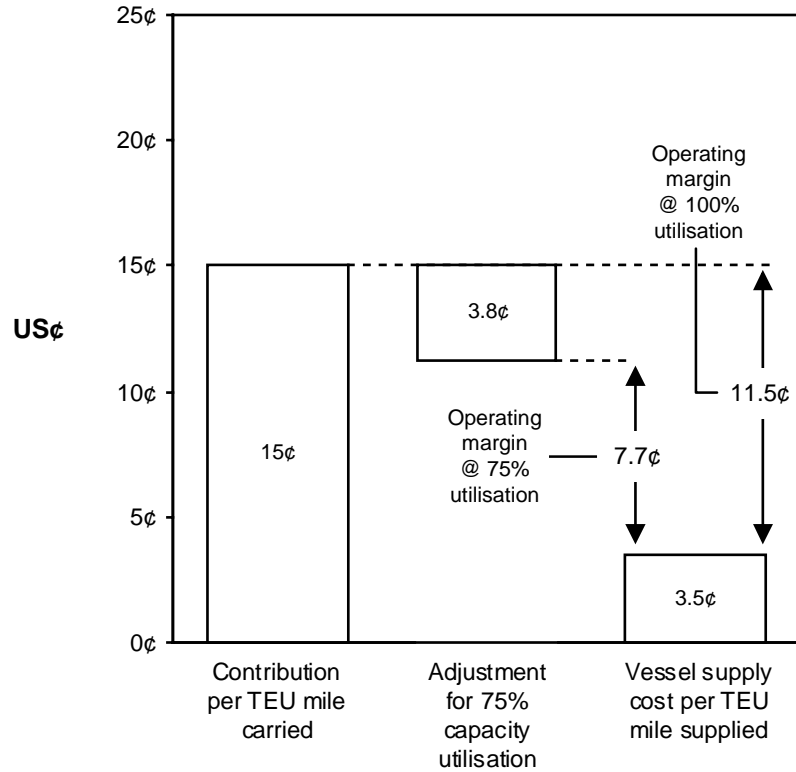 25¢
20¢
15¢
10¢
5¢
0¢
US¢
Operating
margin
@ 100%
utilisation
3.8¢
11.5¢
Operating
margin
@ 75%
utilisation
7.7¢
15¢
3.5¢
Contribution
per TEU mile
carried
Adjustment
for 75%
capacity
utilisation
Vessel supply
cost per TEU
mile supplied